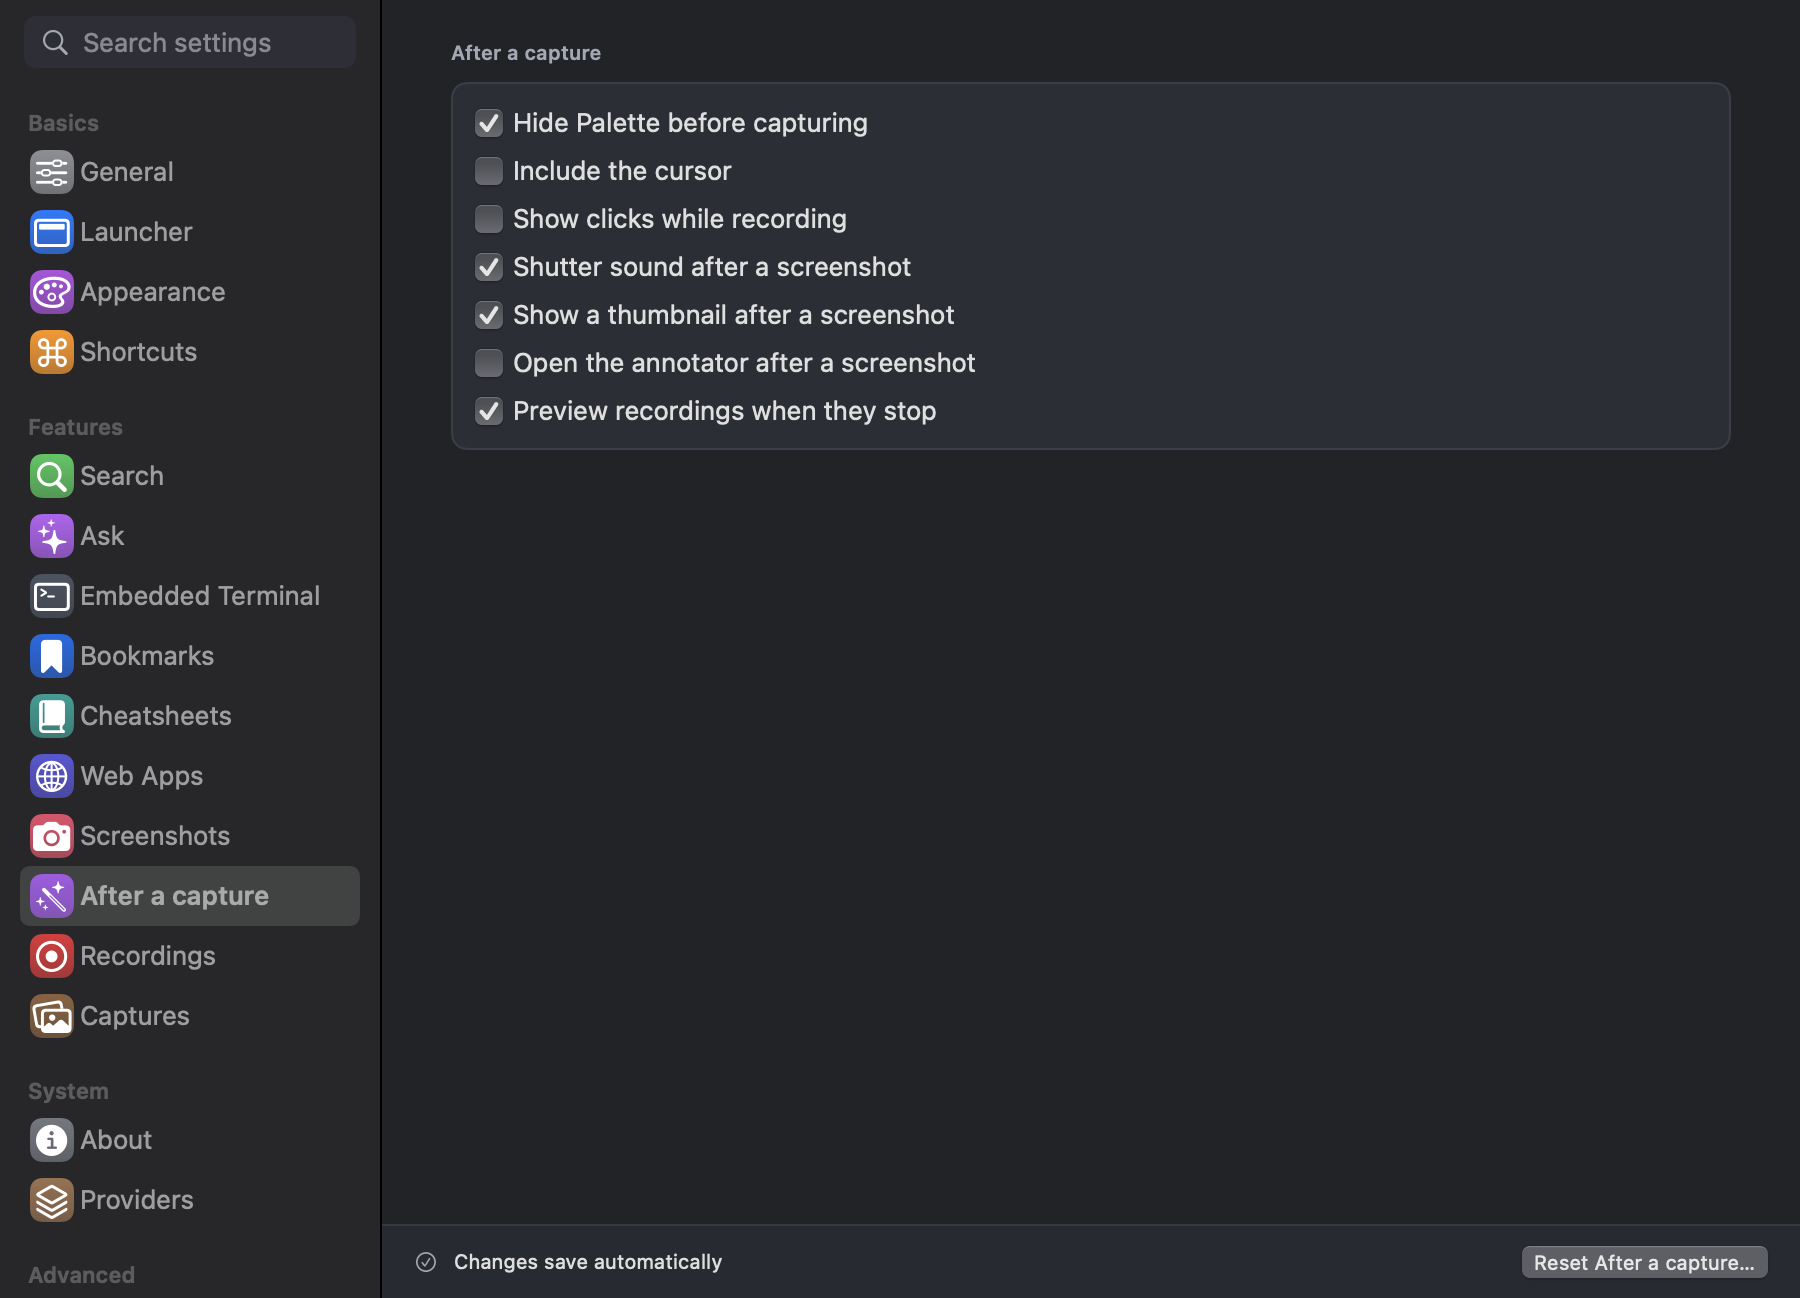 Search settings
Basics
General
Launcher
Appearance
Shortcuts
Features
Search
Ask
Embedded Terminal
Bookmarks
Cheatsheets
Web Apps
Screenshots
After a capture
Recordings
Captures
System
About
Providers
Advanced
After a capture
Hide Palette before capturing
Include the cursor
Show clicks while recording
Shutter sound after a screenshot
Show a thumbnail after a screenshot
Open the annotator after a screenshot
Preview recordings when they stop
Changes save automatically
Reset After a capture...